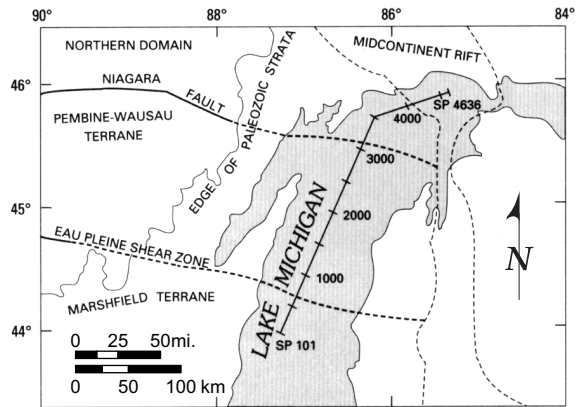 90° 88° 86° 84°
NORTHERN DOMAIN
MIDCONTINENT RIFT
46°
NIAGARA
FAULT
PEMBINE-WAUSAU
TERRANE
EDGE OF PALEOZOIC STRATA
SP 4636
4000
3000
45°
2000
EAU PLEINE SHEAR ZONE
LAKE MICHIGAN
1000
N
MARSHFIELD TERRANE
44°
SP 101
0 25 50mi.
0 50 100 km